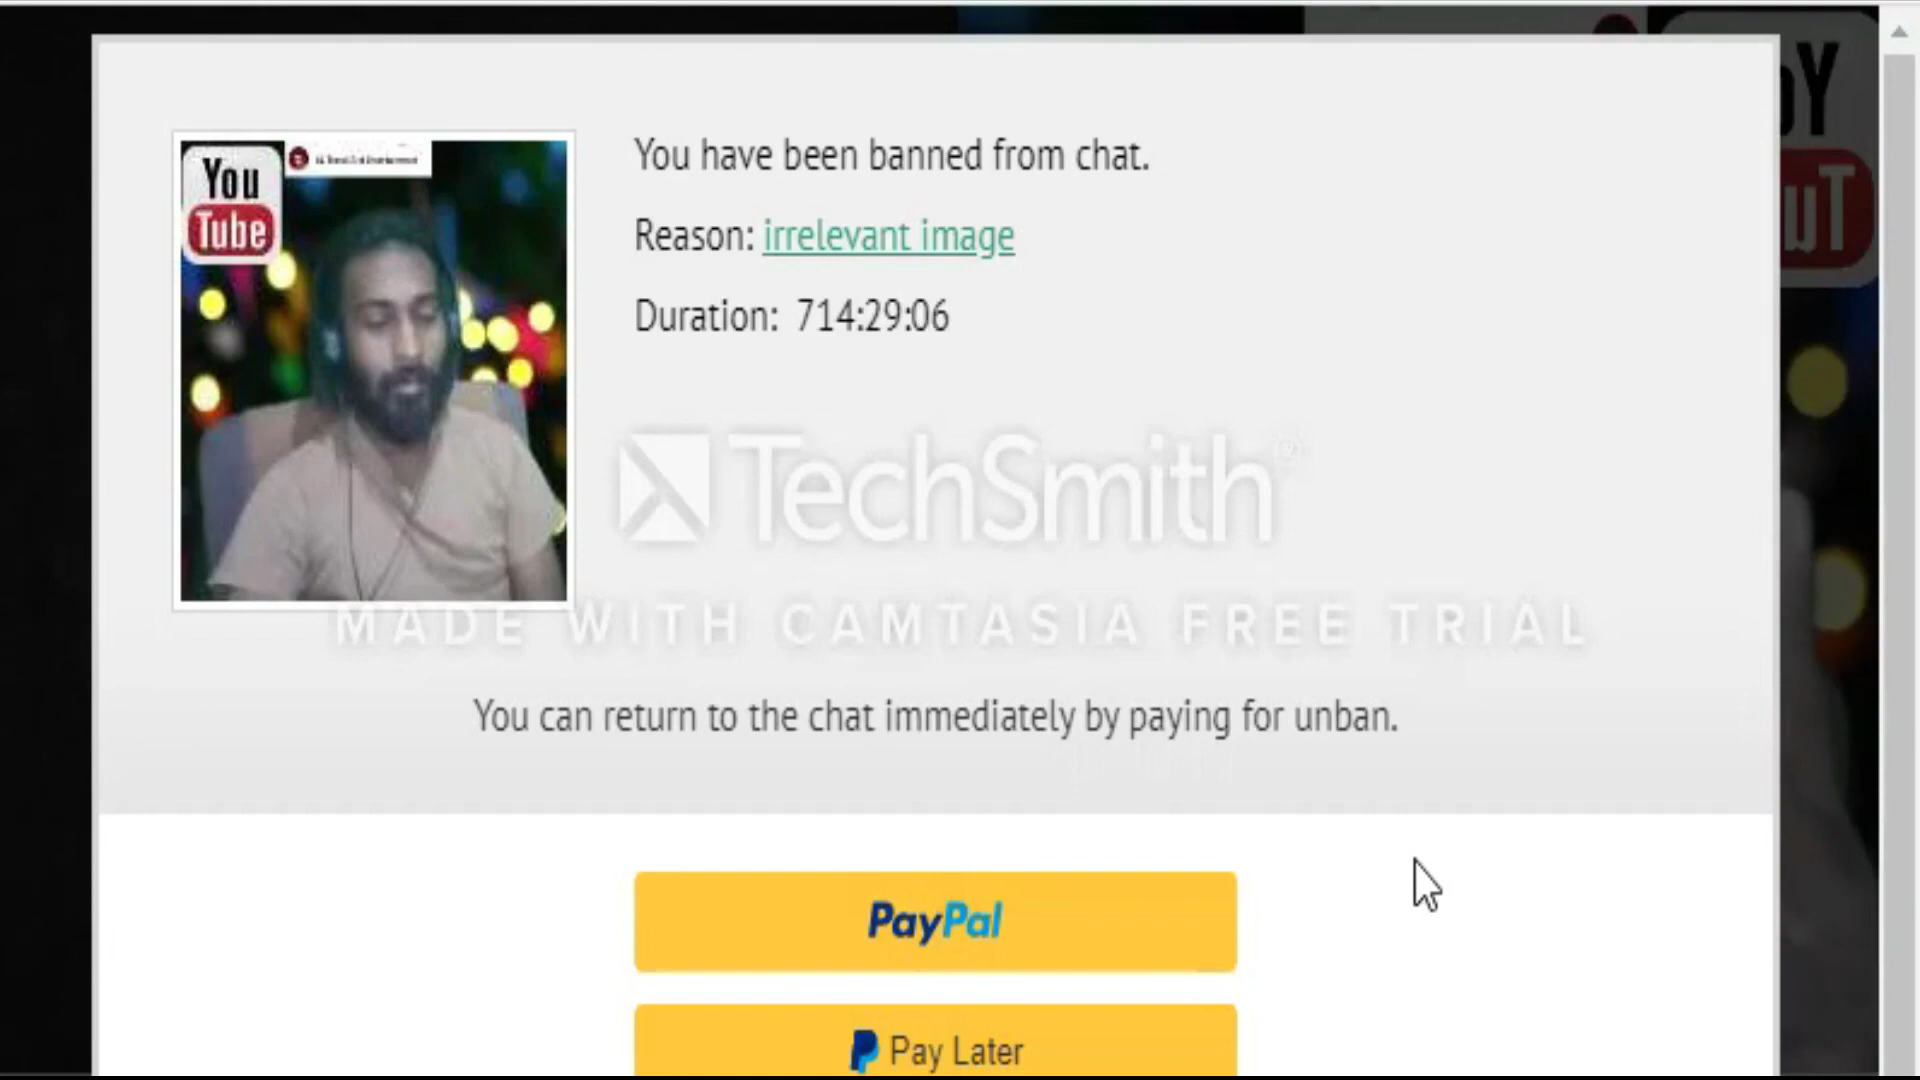 You
Tube
You have been banned from chat.
Reason: irrelevant image
Duration: 714:29:06
TechSmith
MADE WITH CAMTASIA FREE TRIAL
You can return to the chat immediately by paying for unban.
PayPal
Pay Later